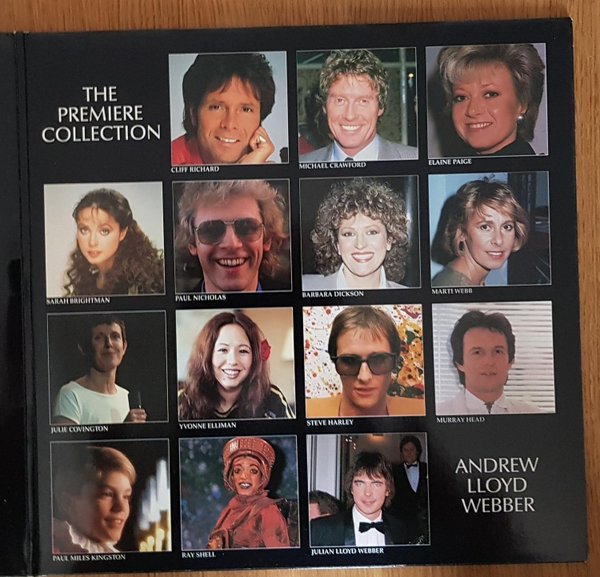 THE
PREMIERE
COLLECTION
CLIFF RICHARD
MICHAEL CRAWFORD
ELAINE PAIGE
SARAH BRIGHTMAN
PAUL NICHOLAS
BARBARA DICKSON
MARTI WEBB
JULIE COVINGTON
YVONNE ELLIMAN
STEVE HARLEY
MURRAY HEAD
PAUL MILES KINGSTON
RAY SHELL
JULIAN LLOYD WEBBER
ANDREW
LLOYD
WEBBER